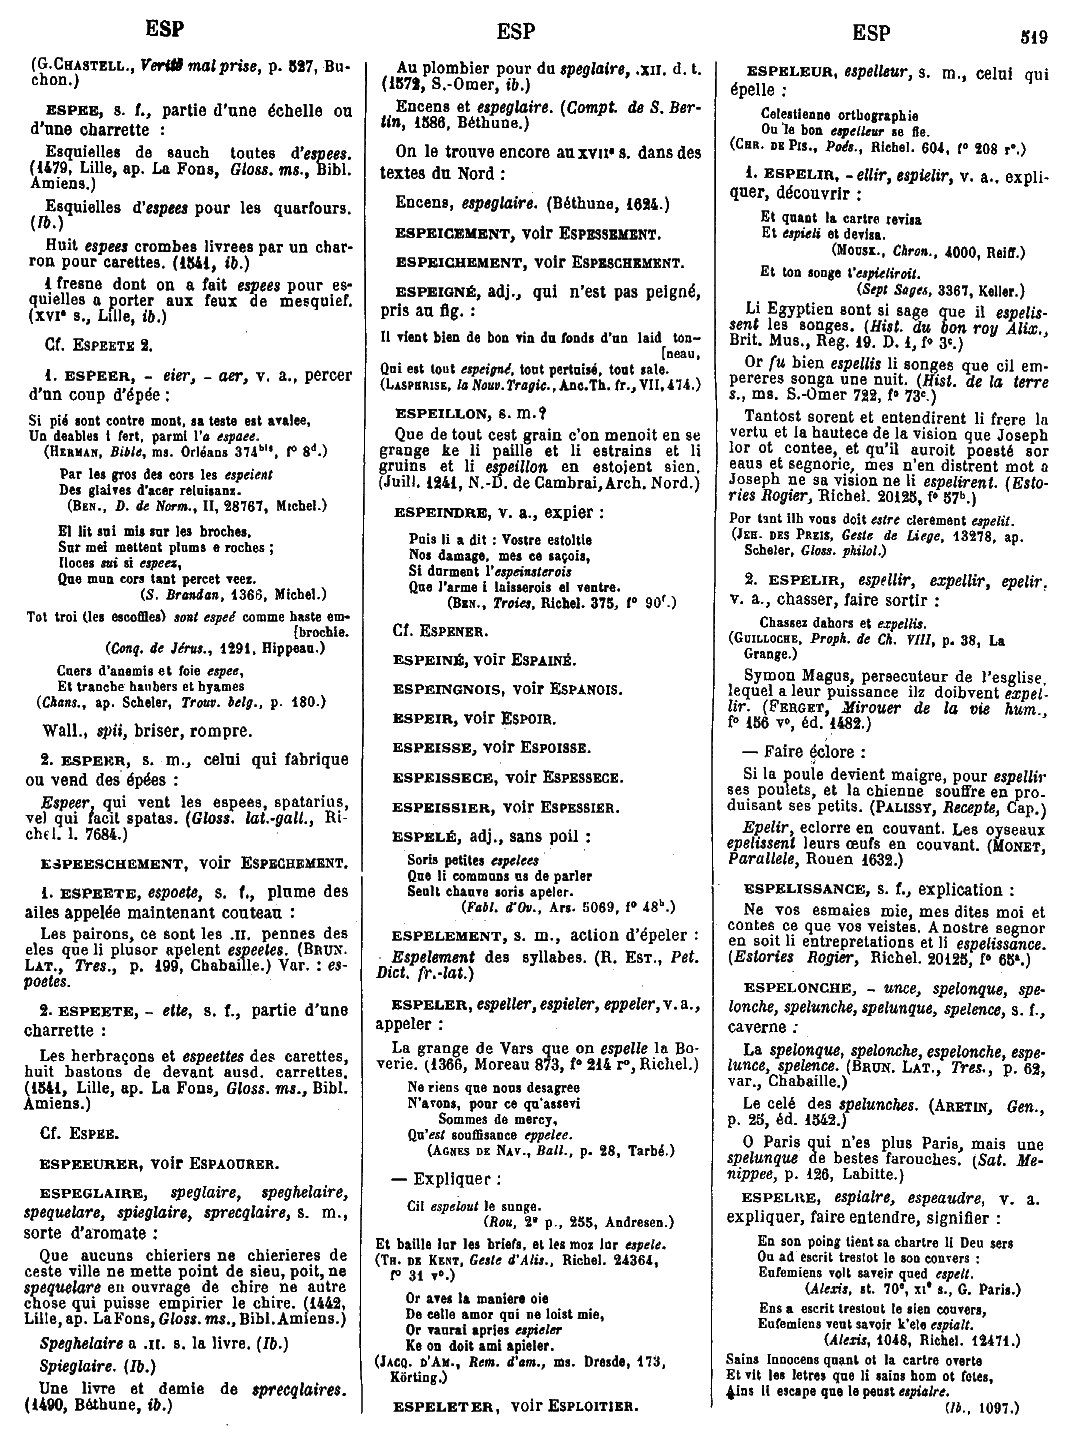 ESP
(G. CHASTELL., Verité mal prise, p. 527, Bu-
chon.)
ESPEE, s. f., partie d'une échelle ou
d'une charrette :
Esquielles de sauch toutes d'espees.
(1479, Lille, ap. La Fons, Gloss. ms., Bibl.
Amiens.)
Esquielles d'espees pour les quarfours.
(Ib.)
Huit espees crombes livrees par un char-
ron pour carettes. (1541, ib.)
1 fresne dont on a fait espees pour es-
quielles a porter aux feux de mesquief.
(XVIe s., Lille, ib.)
Cf. ESPEETE 2.
1. ESPEER, - eier, - aer, v. a., percer
d'un coup d'épée :
Si pié sont contre mont, sa teste est avalee,
Un deables i fert, parmi l'a espaee.
(HERMAN, Bible, ms. Orléans 374bis, fo 8d.)
Par les gros des cors les espeient
Des glaives d'acer reluisanz.
(BEN., D. de Norm., II, 28767, Michel.)
El lit sui mis sur les broches,
Sur mei mettent plums e roches ;
Iloces sui si espeez,
Que mun cors tant percet veez.
(S. Brandan, 1366, Michel.)
Tot troi (les escoffles) sont espeé comme haste em-
[brochie.
(Conq. de Jérus., 1291, Hippeau.)
Cuers d'anemis et foie espee,
Et tranche haubers et hyames
(Chans., ap. Scheler, Trouv. belg., p. 180.)
Wall., spii, briser, rompre.
2. ESPEER, s. m., celui qui fabrique
ou vend des épées :
Espeer, qui vent les espees, spatarius,
vel qui facit spatas. (Gloss. lat.-gall., Ri-
chel. l. 7684.)
ESPEESCHEMENT, voir ESPECHEMENT.
1. ESPEETE, espoete, s. f., plume des
ailes appelée maintenant couteau :
Les pairons, ce sont les .II. pennes des
eles que li plusor apelent espeetes. (BRUN.
LAT., Tres., p. 199, Chabaille.) Var. : es-
poetes.
2. ESPEETE, - ette, s. f., partie d'une
charrette :
Les herbraçons et espeettes des carettes,
huit bastons de devant ausd. carrettes.
(1541, Lille, ap. La Fons, Gloss. ms., Bibl.
Amiens.)
Cf. ESPEE.
ESPEEURER, voir ESPAOURER.
ESPEGLAIRE, speglaire, speghelaire,
spequelare, spieglaire, sprecqlaire, s. m.,
sorte d'aromate :
Que aucuns chieriers ne chierieres de
ceste ville ne mette point de sieu, poit, ne
spequelare en ouvrage de chire ne autre
chose qui puisse empirier le chire. (1442,
Lille, ap. La Fons, Gloss. ms., Bibl. Amiens.)
Speghelaire a .II. s. la livre. (Ib.)
Spieglaire. (Ib.)
Une livre et demie de sprecqlaires.
(1490, Béthune, ib.)
ESP
Au plombier pour du speglaire, .XII. d. t.
(1572, S.-Omer, ib.)
Encens et espeglaire. (Compt. de S. Ber-
tin, 1586, Béthune.)
On le trouve encore au XVIIe s. dans des
textes du Nord :
Encens, espeglaire. (Béthune, 1624.)
ESPEICEMENT, voir ESPESSEMENT.
ESPEICHEMENT, voir ESPESCHEMENT.
ESPEIGNÉ, adj., qui n'est pas peigné,
pris au fig. :
Il vient bien de bon vin du fonds d'un laid ton-
[neau,
Qui est tout espeigné, tout pertuisé, tout sale.
(LASPHRISE, la Nouv. Tragic., Anc. Th. fr., VII, 474.)
ESPEILLON, s. m.?
Que de tout cest grain c'on menoit en se
grange ke li paille et li estrains et li
gruins et li espeillon en estojent sien.
(Juill. 1241, N.-D. de Cambrai, Arch. Nord.)
ESPEINDRE, v. a., expier :
Puis li a dit : Vostre estoltie
Nos damage, mes ce saçois,
Si durment l'espeinsterois
Que l'arme i laisserois el ventre.
(BEN., Troies, Richel. 375, fo 90f.)
Cf. ESPENER.
ESPEINÉ, voir ESPAINÉ.
ESPEINGNOIS, voir ESPANOIS.
ESPEIR, voir ESPOIR.
ESPEISSE, voir ESPOISSE.
ESPEISSECE, voir ESPESSECE.
ESPEISSIER, voir ESPESSIER.
ESPELÉ, adj., sans poil :
Soris petites espelees
Que li communs us de parler
Seult chauve soris apeler.
(Fabl. d'Ov., Ars. 5069, fo 48b.)
ESPELEMENT, s. m., action d'épeler :
Espelement des syllabes. (R. EST., Pet.
Dict. fr.-lat.)
ESPELER, espeller, espieler, eppeler, v. a.,
appeler :
La grange de Vars que on espelle la Bo-
verie. (1366, Moreau 873, fo 214 ro, Richel.)
Ne riens que nous desagree
N'avons, pour ce qu'assevi
Sommes de mercy,
Qu'est souffisance eppelee.
(AGNES DE NAV., Ball., p. 28, Tarbé.)
— Expliquer :
Cil espelout le sunge.
(Rou, 2e p., 255, Andresen.)
Et baille lur les briefs, et les moz lur espele.
(TH. DE KENT, Geste d'Alis., Richel. 24364,
fo 31 vo.)
Or aves la maniere oie
De celle amor qui ne loist mie,
Or vaurai apries espieler
Ke on doit ami apieler.
(JACQ. D'AM., Rem. d'am., ms. Dresde, 173,
Körting.)
ESPELETER, voir ESPLOITIER.
ESP 519
ESPELEUR, espelleur, s. m., celui qui
épelle :
Celestienne orthographie
Ou le bon espelleur se fie.
(CHR. DE PIS., Poés., Richel. 604, fo 208 ro.)
1. ESPELIR, - ellir, espielir, v. a., expli-
quer, découvrir :
Et quant la cartre revisa
Et espieli et devisa.
(MOUSK., Chron., 4000, Reiff.)
Et ton songe t'espieliroit.
(Sept Sages, 3367, Keller.)
Li Egyptien sont si sage que il espelis-
sent les songes. (Hist. du bon roy Alix.,
Brit. Mus., Reg. 19. D. 1, fo 3c.)
Or fu bien espellis li songes que cil em-
pereres songa une nuit. (Hist. de la terre
s., ms. S.-Omer 722, fo 73c.)
Tantost sorent et entendirent li frere la
vertu et la hautece de la vision que Joseph
lor ot contee, et qu'il auroit poesté sor
eaus et segnorie, mes n'en distrent mot a
Joseph ne sa vision ne li espelirent. (Esto-
ries Rogier, Richel. 20125, fo 57b.)
Por tant ilh vous doit estre clerement espelit.
(JEH. DES PREIS, Geste de Liege, 13278, ap.
Scheler, Gloss. philol.)
2. ESPELIR, espellir, expellir, epelir,
v. a., chasser, faire sortir :
Chassez dahors et expellis.
(GUILLOCHE, Proph. de Ch. VIII, p. 38, La
Grange.)
Symon Magus, persecuteur de l'esglise,
lequel a leur puissance ilz doibvent expel-
lir. (FERGET, Mirouer de la vie hum.,
fo 156 vo, éd. 1482.)
— Faire éclore :
Si la poule devient maigre, pour espellir
ses poulets, et la chienne souffre en pro-
duisant ses petits. (PALISSY, Recepte, Cap.)
Epelir, eclorre en couvant. Les oyseaux
epelissent leurs œufs en couvant. (MONET,
Parallele, Rouen 1632.)
ESPELISSANCE, s. f., explication :
Ne vos esmaies mie, mes dites moi et
contes ce que vos veistes. A nostre segnor
en soit li entrepretations et li espelissance.
(Estories Rogier, Richel. 20125, fo 65a.)
ESPELONCHE, - unce, spelonque, spe-
lonche, spelunche, spelunque, spelence, s. f.,
caverne :
La spelonque, spelonche, espelonche, espe-
lunce, spelence. (BRUN. LAT., Tres., p. 62,
var., Chabaille.)
Le celé des spelunches. (ARETIN, Gen.,
p. 25, éd. 1542.)
O Paris qui n'es plus Paris, mais une
spelunque de bestes farouches. (Sat. Me-
nippee, p. 126, Labitte.)
ESPELRE, espialre, espeaudre, v. a.
expliquer, faire entendre, signifier :
En son poing tient sa chartre li Deu sers
Ou ad escrit trestot le son convers :
Eufemiens volt saveir qued espelt.
(Alexis, st. 70e, XIe s., G. Paris.)
Ens a escrit trestout le sien couvers,
Eufemiens veut savoir k'ele espialt.
(Alexis, 1048, Richel. 12471.)
Sains Innocens quant ot la cartre overte
Et vit les letres que li sains hom ot fetes,
Ains li escape que le peust espialre.
(Ib., 1097.)